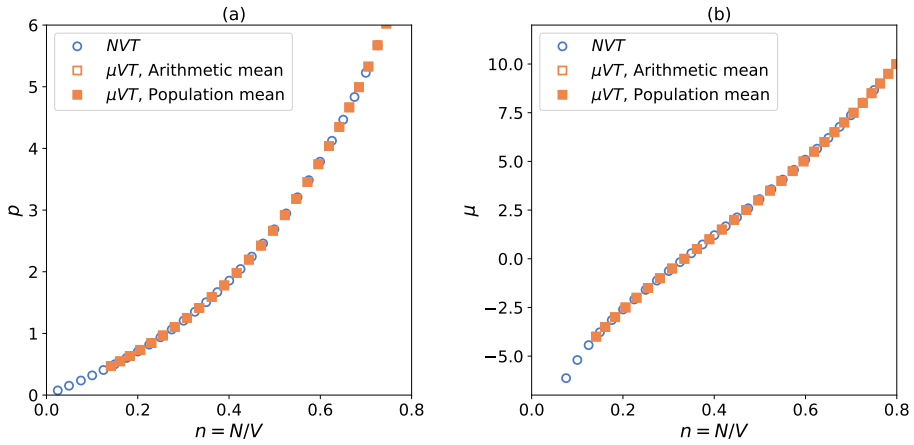 (a)
NVT
μVT, Arithmetic mean
μVT, Population mean
6
5
4
3
2
1
0
p
0.0 0.2 0.4 0.6 0.8
n = N/V
(b)
NVT
μVT, Arithmetic mean
μVT, Population mean
10.0
7.5
5.0
2.5
0.0
−2.5
−5.0
μ
0.0 0.2 0.4 0.6 0.8
n = N/V